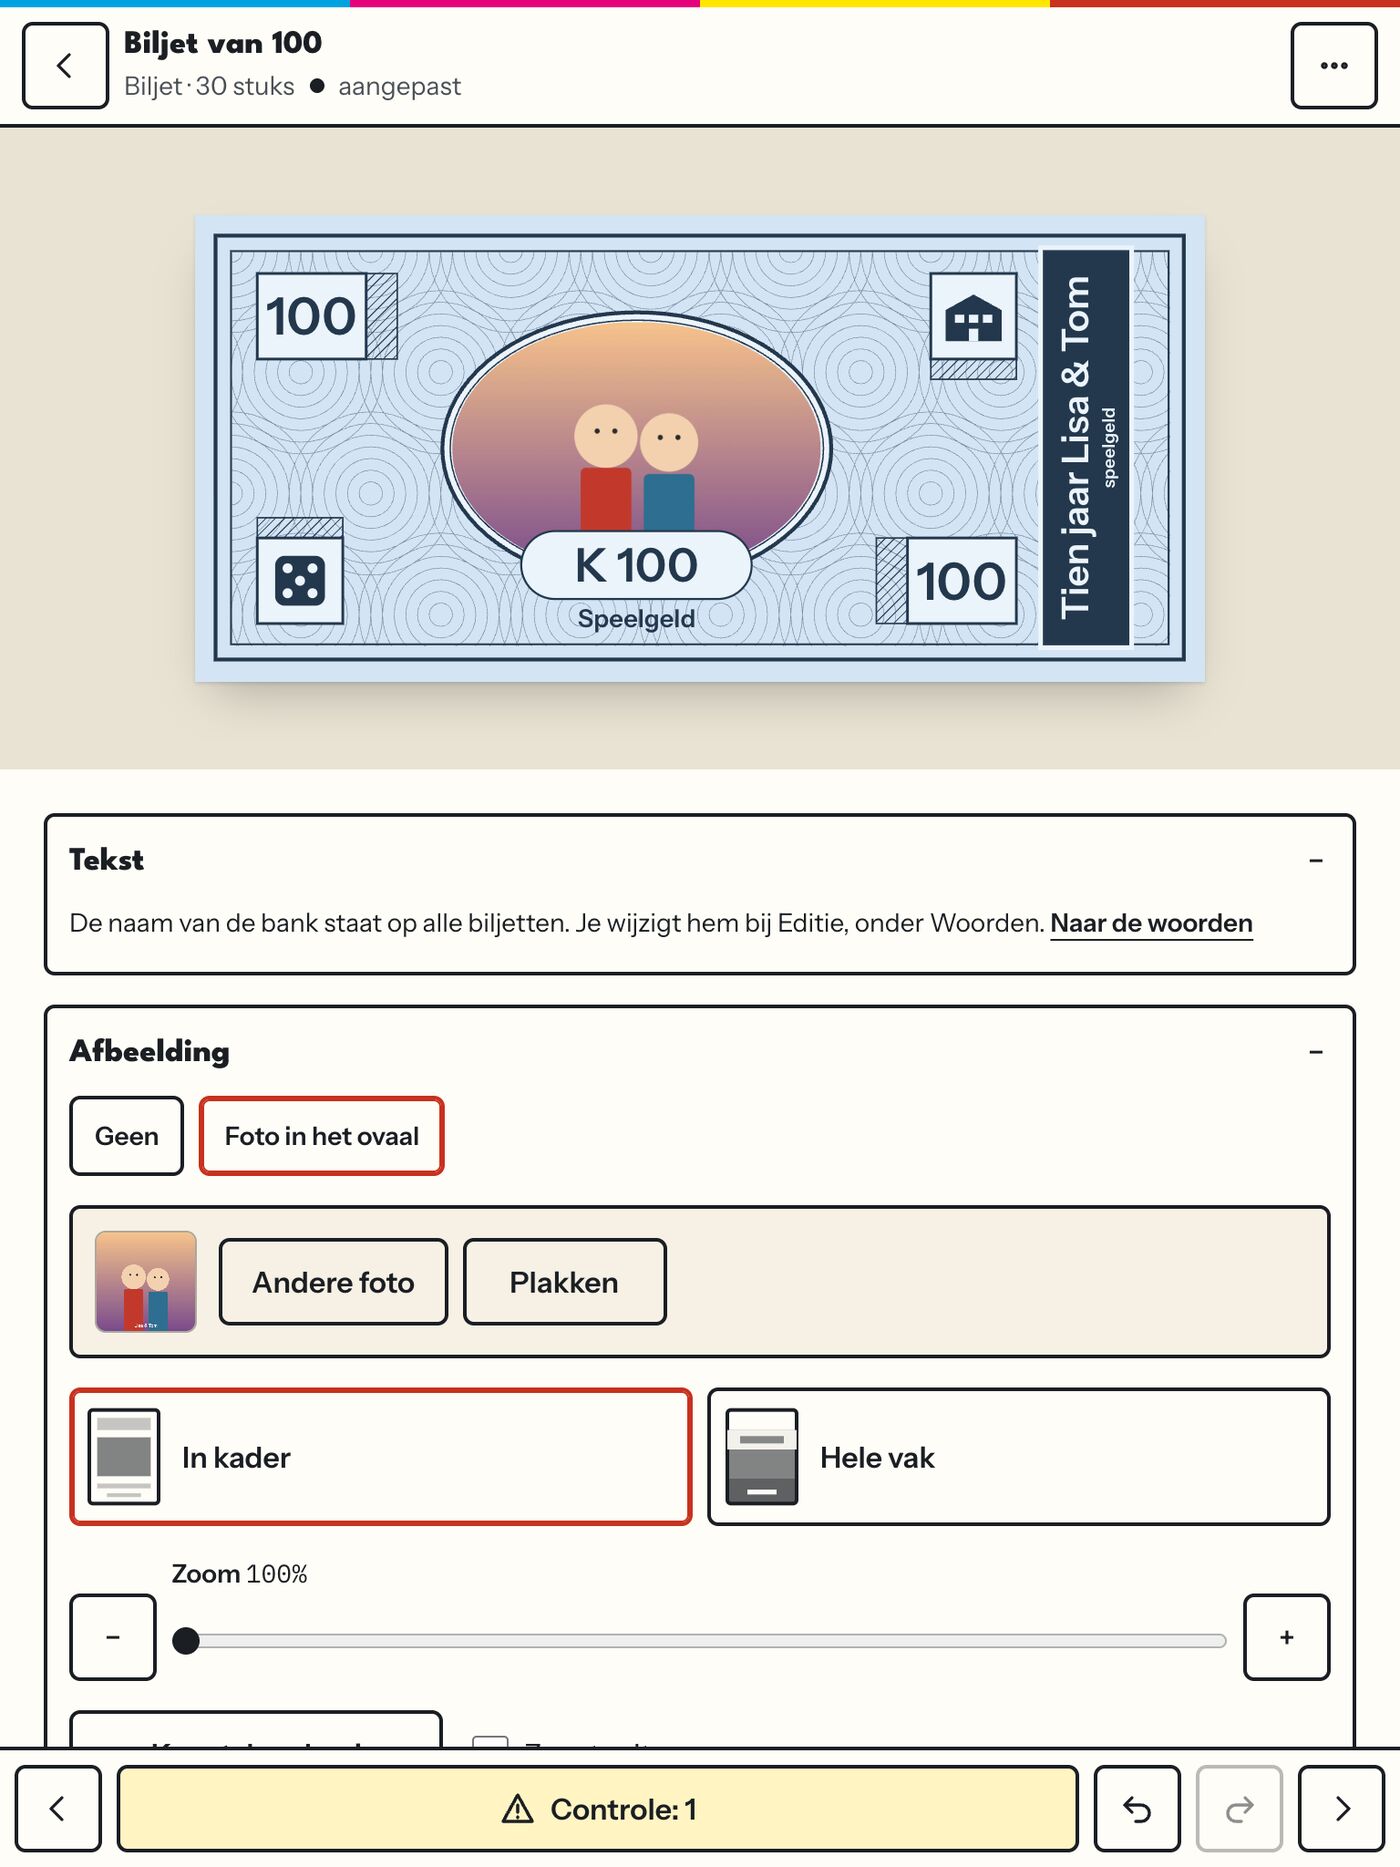 Biljet van 100
Biljet · 30 stuks ● aangepast
100
Tien jaar Lisa & Tom
speelgeld
K 100
Speelgeld
100
Tekst
De naam van de bank staat op alle biljetten. Je wijzigt hem bij Editie, onder Woorden. Naar de woorden
Afbeelding
Geen
Foto in het ovaal
Andere foto
Plakken
In kader
Hele vak
Zoom 100%
Controle: 1